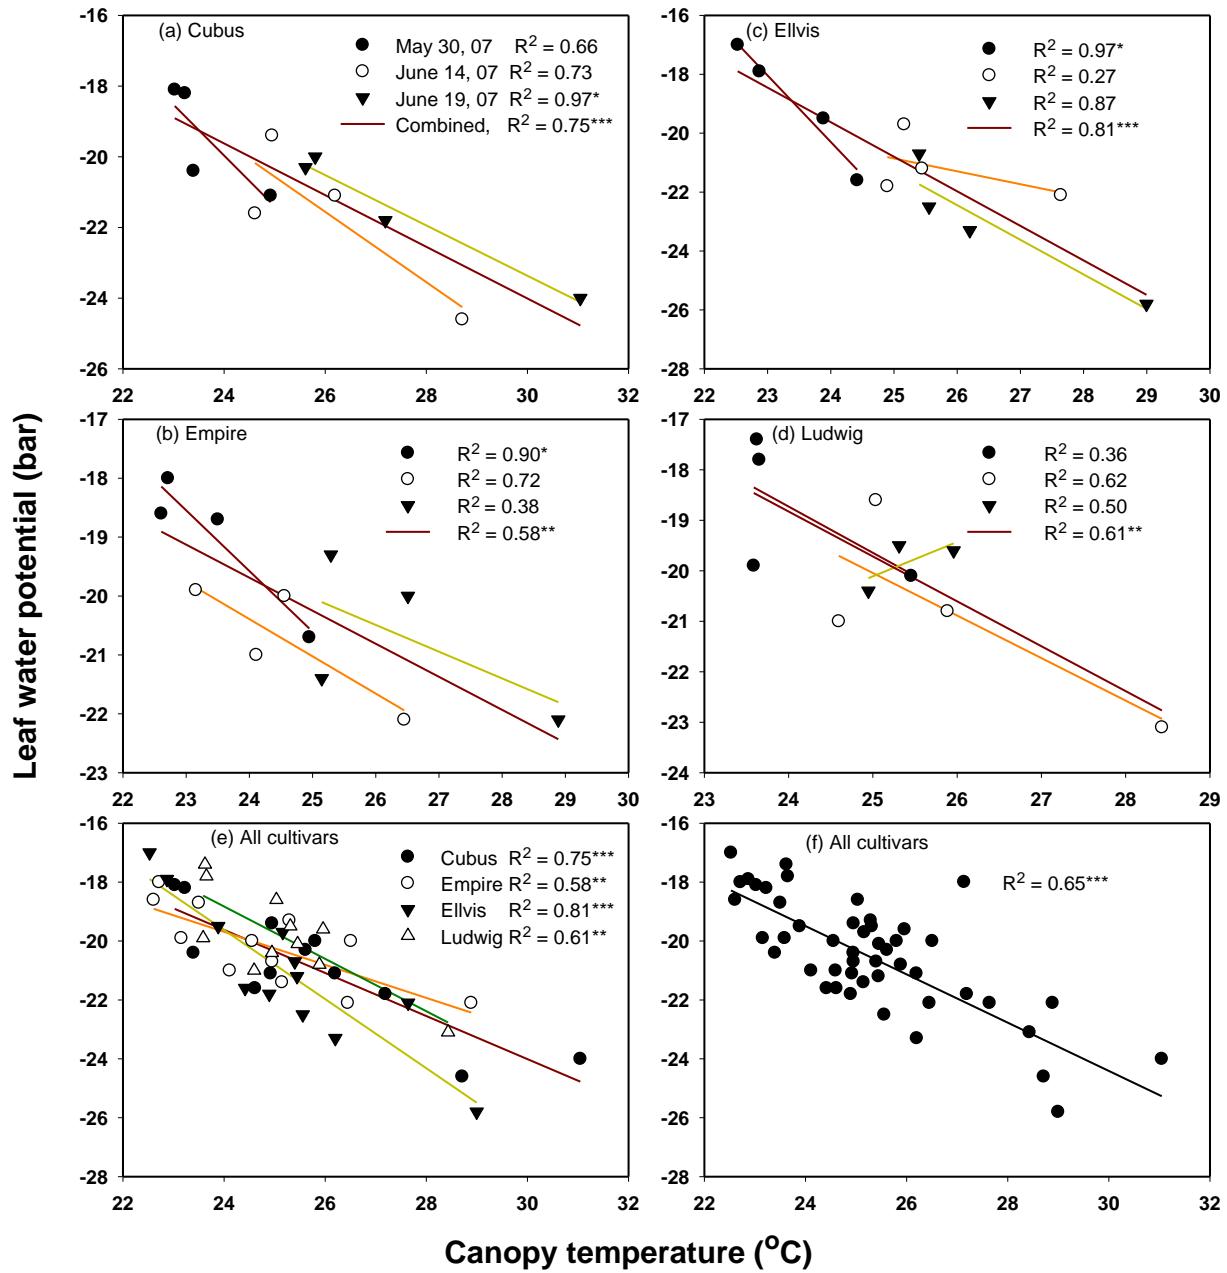 (a) Cubus
May 30, 07 R² = 0.66
June 14, 07 R² = 0.73
June 19, 07 R² = 0.97*
Combined, R² = 0.75***
-16
-18
-20
-22
-24
-26
22 24 26 28 30 32
(c) Ellvis
R² = 0.97*
R² = 0.27
R² = 0.87
R² = 0.81***
-16
-18
-20
-22
-24
-26
-28
22 23 24 25 26 27 28 29 30
(b) Empire
R² = 0.90*
R² = 0.72
R² = 0.38
R² = 0.58**
-17
-18
-19
-20
-21
-22
-23
22 23 24 25 26 27 28 29 30
(d) Ludwig
R² = 0.36
R² = 0.62
R² = 0.50
R² = 0.61**
-17
-18
-19
-20
-21
-22
-23
-24
23 24 25 26 27 28 29
(e) All cultivars
Cubus R² = 0.75***
Empire R² = 0.58**
Ellvis R² = 0.81***
Ludwig R² = 0.61**
-16
-18
-20
-22
-24
-26
-28
22 24 26 28 30 32
(f) All cultivars
R² = 0.65***
-16
-18
-20
-22
-24
-26
-28
22 24 26 28 30 32
Leaf water potential (bar)
Canopy temperature (°C)